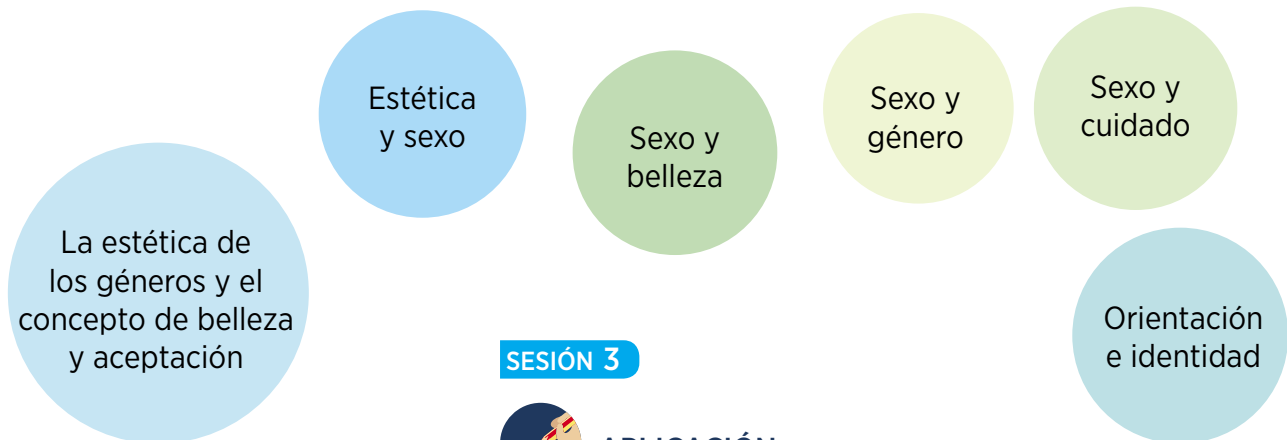 Estética
y sexo
Sexo y
belleza
Sexo y
género
Sexo y
cuidado
La estética de
los géneros y el
concepto de belleza
y aceptación
Orientación
e identidad
SESIÓN 3